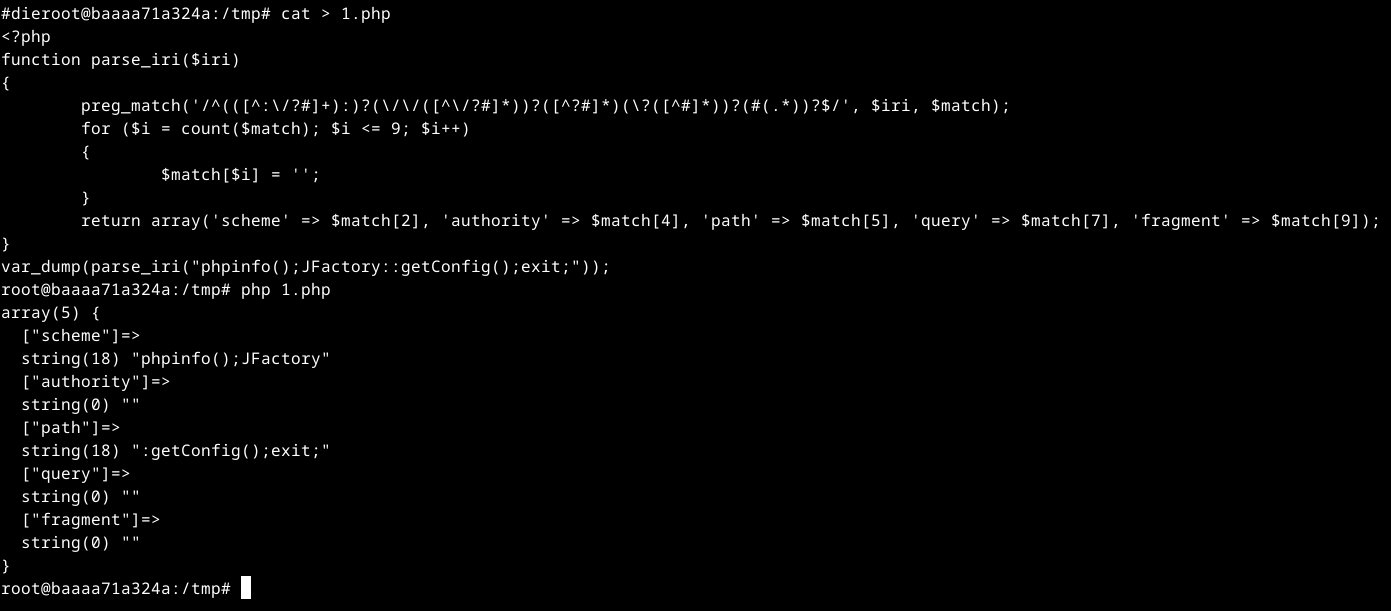 #dieroot@baaaa71a324a:/tmp# cat > 1.php
<?php
function parse_iri($iri)
{
        preg_match('/^(([^:\/?#]+):)?(\/\/([^\/?#]*))?([^?#]*)(\?([^#]*))?(#(.*))?$/', $iri, $match);
        for ($i = count($match); $i <= 9; $i++)
        {
                $match[$i] = '';
        }
        return array('scheme' => $match[2], 'authority' => $match[4], 'path' => $match[5], 'query' => $match[7], 'fragment' => $match[9]);
}
var_dump(parse_iri("phpinfo();JFactory::getConfig();exit;"));
root@baaaa71a324a:/tmp# php 1.php
array(5) {
  ["scheme"]=>
  string(18) "phpinfo();JFactory"
  ["authority"]=>
  string(0) ""
  ["path"]=>
  string(18) ":getConfig();exit;"
  ["query"]=>
  string(0) ""
  ["fragment"]=>
  string(0) ""
}
root@baaaa71a324a:/tmp#